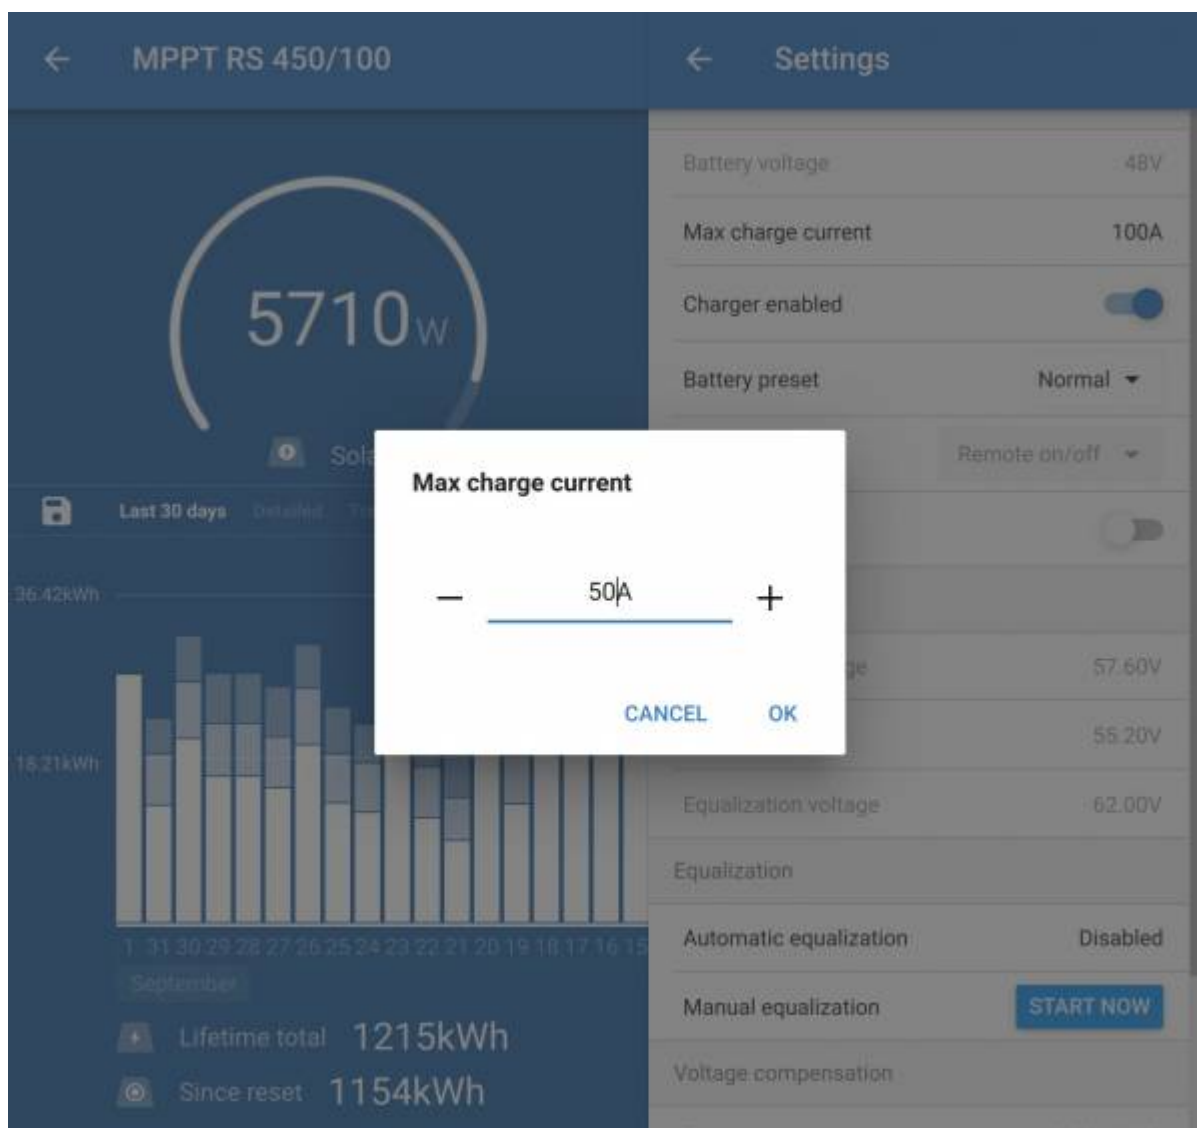 MPPT RS 450/100
5710W
Sola
Last 30 days Detailed Tre
36.42kWh
18.21kWh
1 31 30 29 28 27 26 25 24 23 22 21 20 19 18 17 16 15
September
Lifetime total 1215kWh
Since reset 1154kWh
Settings
Battery voltage 48V
Max charge current 100A
Charger enabled
Battery preset Normal
Remote on/off
Max charge current
50A
CANCEL OK
ge 57.60V
55.20V
Equalization voltage 62.00V
Equalization
Automatic equalization Disabled
Manual equalization START NOW
Voltage compensation